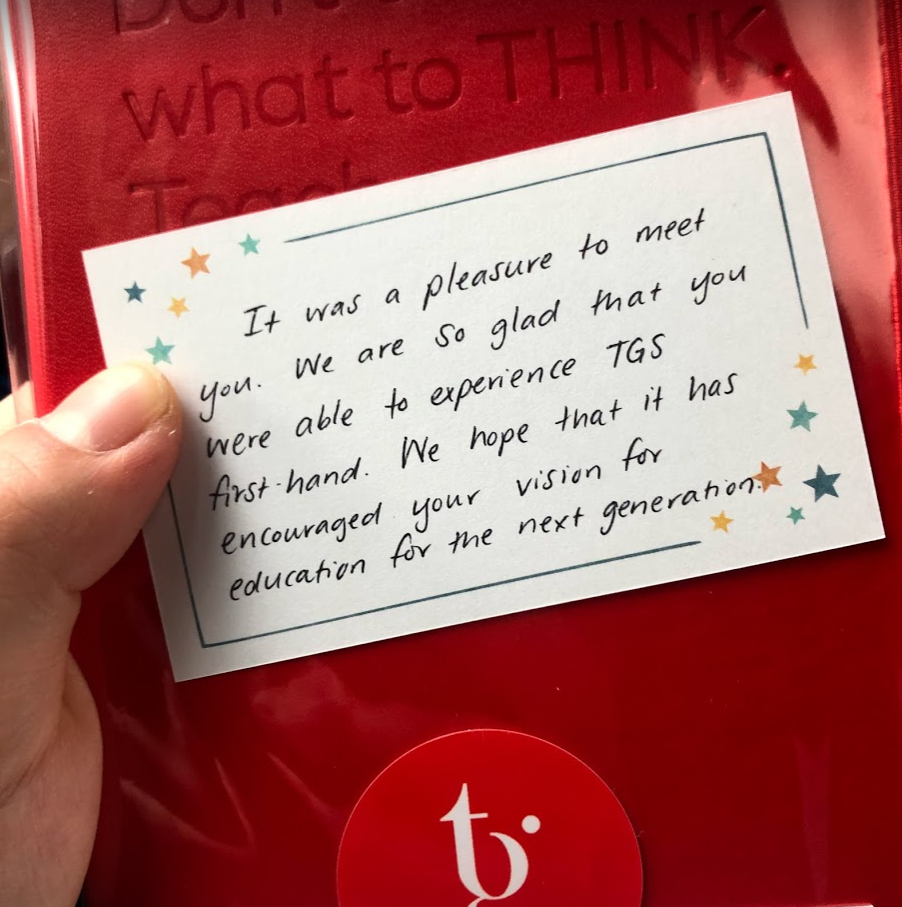 what to THINK.
Teach
It was a pleasure to meet
you. We are so glad that you
were able to experience TGS
first-hand. We hope that it has
encouraged your vision for
education for the next generation.